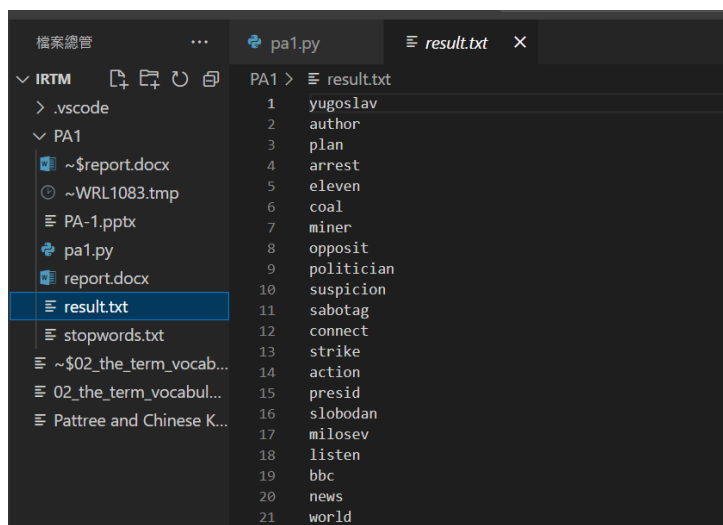 檔案總管 ...
IRTM
.vscode
PA1
~$report.docx
~WRL1083.tmp
PA-1.pptx
pa1.py
report.docx
result.txt
stopwords.txt
~$02_the_term_vocab...
02_the_term_vocabul...
Pattree and Chinese K...
pa1.py result.txt
PA1 > result.txt
1 yugoslav
2 author
3 plan
4 arrest
5 eleven
6 coal
7 miner
8 opposit
9 politician
10 suspicion
11 sabotag
12 connect
13 strike
14 action
15 presid
16 slobodan
17 milosev
18 listen
19 bbc
20 news
21 world